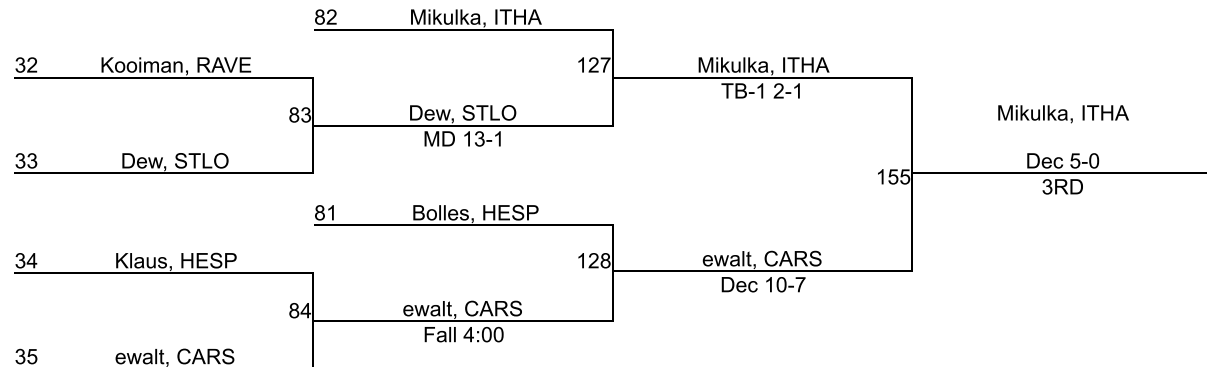 82 Mikulka, ITHA
32 Kooiman, RAVE
127
Mikulka, ITHA
TB-1 2-1
83
Dew, STLO
MD 13-1
Mikulka, ITHA
33 Dew, STLO
155
Dec 5-0
3RD
81 Bolles, HESP
34 Klaus, HESP
128
ewalt, CARS
Dec 10-7
84
ewalt, CARS
Fall 4:00
35 ewalt, CARS